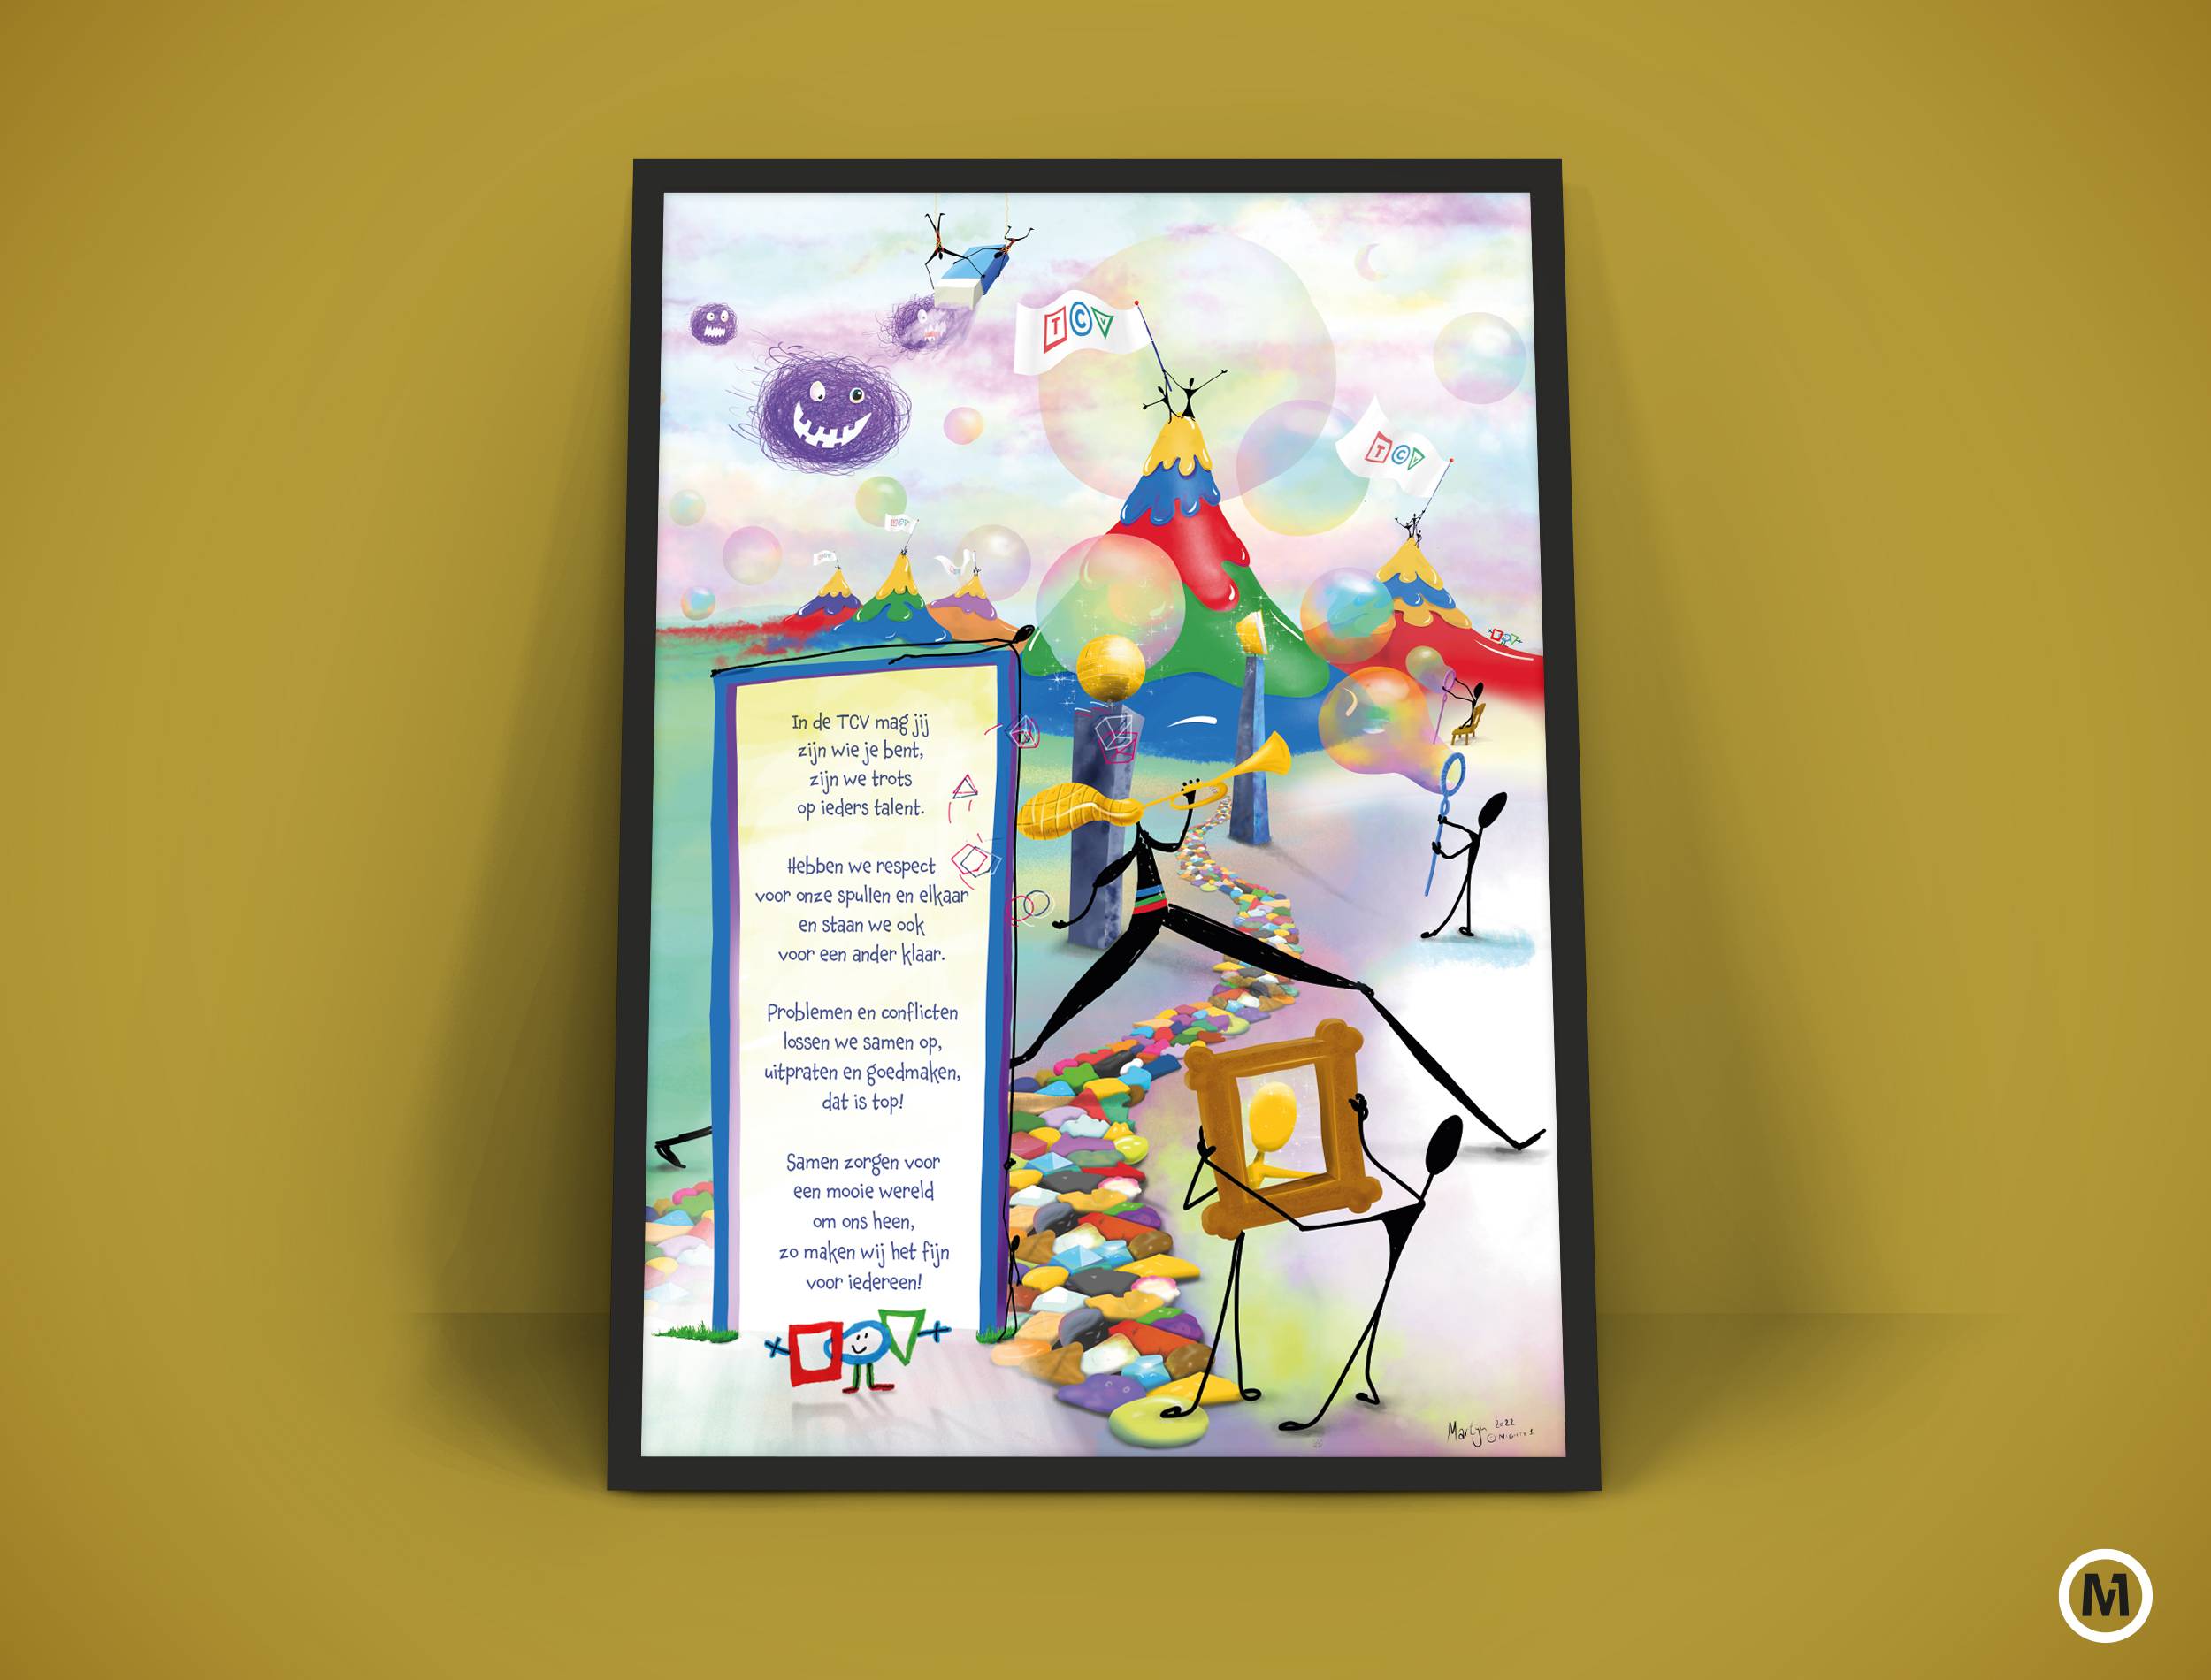 TCV
TCV
TCV
In de TCV mag jij
zijn wie je bent,
zijn we trots
op ieders talent.
Hebben we respect
voor onze spullen en elkaar
en staan we ook
voor een ander klaar.
Problemen en conflicten
lossen we samen op,
uitpraten en goedmaken,
dat is top!
Samen zorgen voor
een mooie wereld
om ons heen,
zo maken wij het fijn
voor iedereen!
Martijn 2022
M1